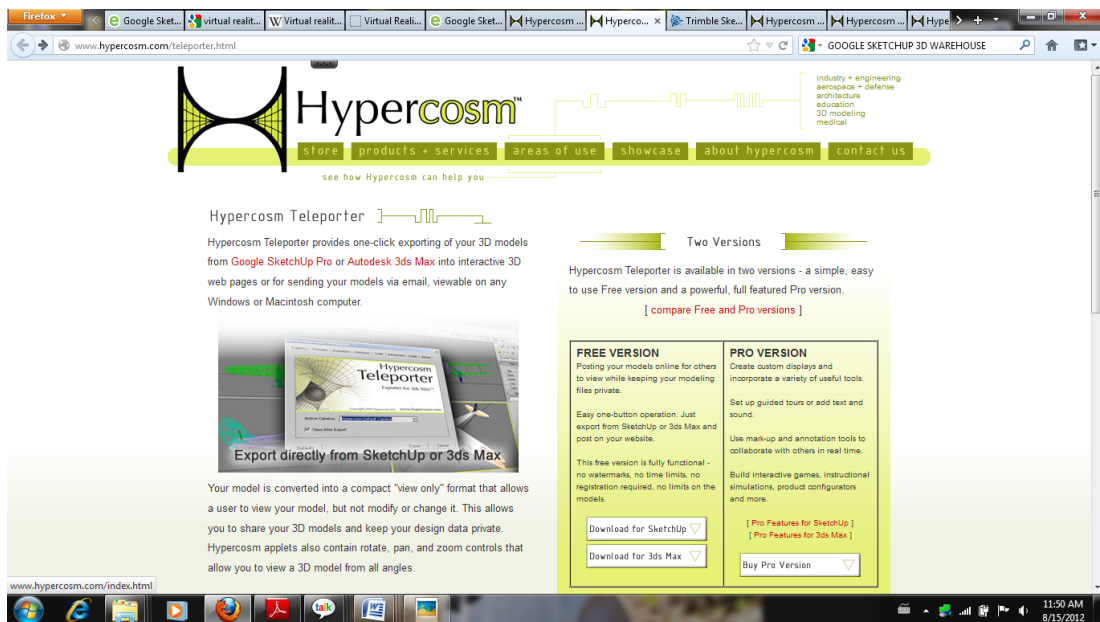 Firefox
Google Sket...
virtual realit...
Virtual realit...
Virtual Reali...
Google Sket...
Hypercosm ...
Hyperco...
Trimble Ske...
Hypercosm ...
Hypercosm ...
Hype
www.hypercosm.com/teleporter.html
GOOGLE SKETCHUP 3D WAREHOUSE
Hypercosm™
industry + engineering
aerospace + defense
architecture
education
3D modeling
medical
store products + services areas of use showcase about hypercosm contact us
see how Hypercosm can help you
Hypercosm Teleporter
Hypercosm Teleporter provides one-click exporting of your 3D models
from Google SketchUp Pro or Autodesk 3ds Max into interactive 3D
web pages or for sending your models via email, viewable on any
Windows or Macintosh computer.
Hypercosm
Teleporter
Active Camera:
View After Export
Export Cancel
Export directly from SketchUp or 3ds Max
Your model is converted into a compact "view only" format that allows
a user to view your model, but not modify or change it. This allows
you to share your 3D models and keep your design data private.
Hypercosm applets also contain rotate, pan, and zoom controls that
allow you to view a 3D model from all angles.
Two Versions
Hypercosm Teleporter is available in two versions - a simple, easy
to use Free version and a powerful, full featured Pro version.
[ compare Free and Pro versions ]
FREE VERSION
Posting your models online for others
to view while keeping your modeling
files private.
Easy one-button operation. Just
export from SketchUp or 3ds Max and
post on your website.
This free version is fully functional -
no watermarks, no time limits, no
registration required, no limits on the
models.
Download for SketchUp
Download for 3ds Max
PRO VERSION
Create custom displays and
incorporate a variety of useful tools.
Set up guided tours or add text and
sound.
Use mark-up and annotation tools to
collaborate with others in real time.
Build interactive games, instructional
simulations, product configurators
and more.
[ Pro Features for SketchUp ]
[ Pro Features for 3ds Max ]
Buy Pro Version
www.hypercosm.com/index.html
talk
11:50 AM
8/15/2012